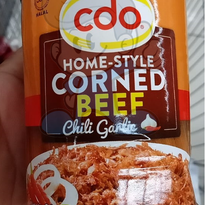 cdo
HOME-STYLE
CORNED
BEEF
Chili Garlic